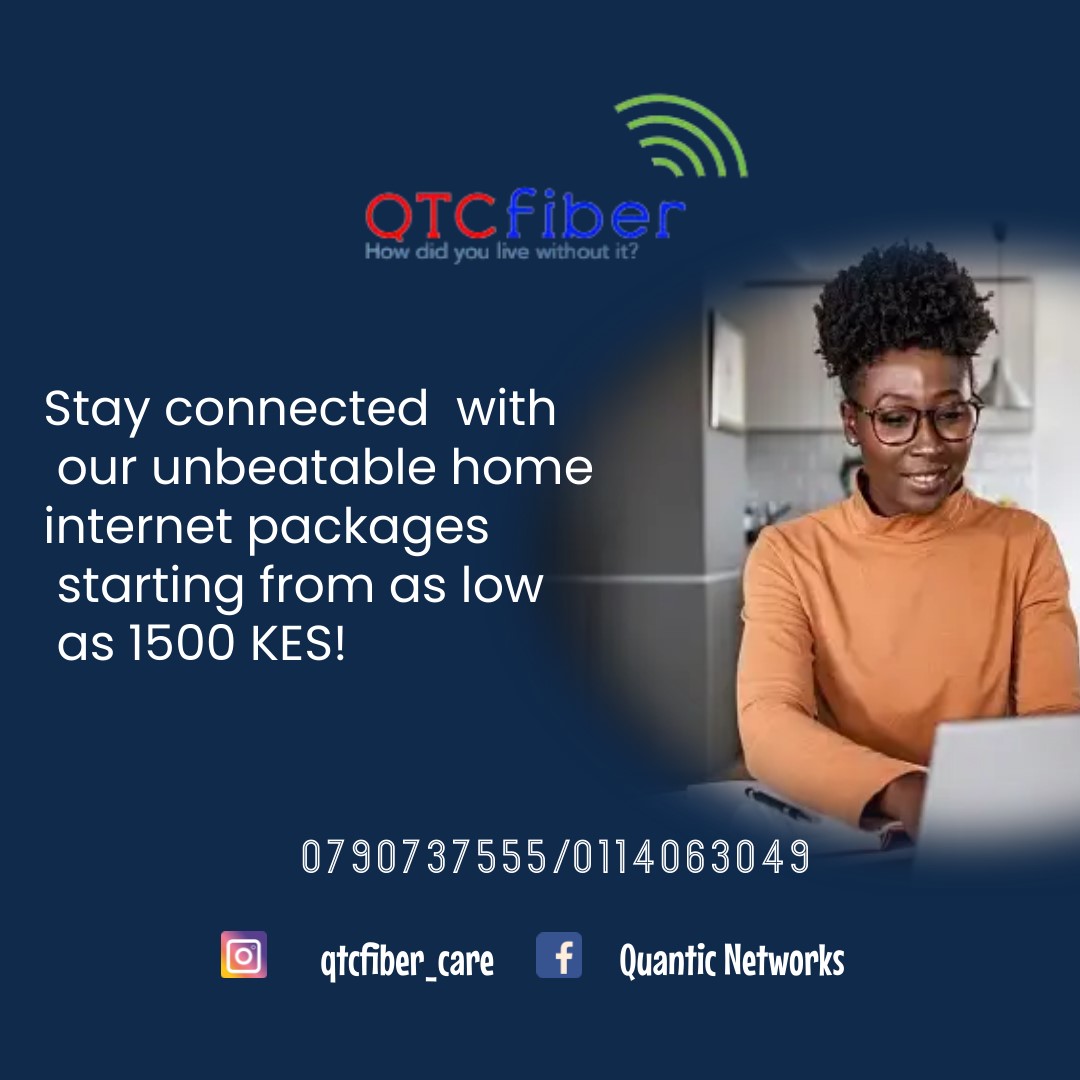 QTCfiber
How did you live without it?
Stay connected with
our unbeatable home
internet packages
starting from as low
as 1500 KES!
0790737555/0114063049
qtcfiber_care
Quantic Networks